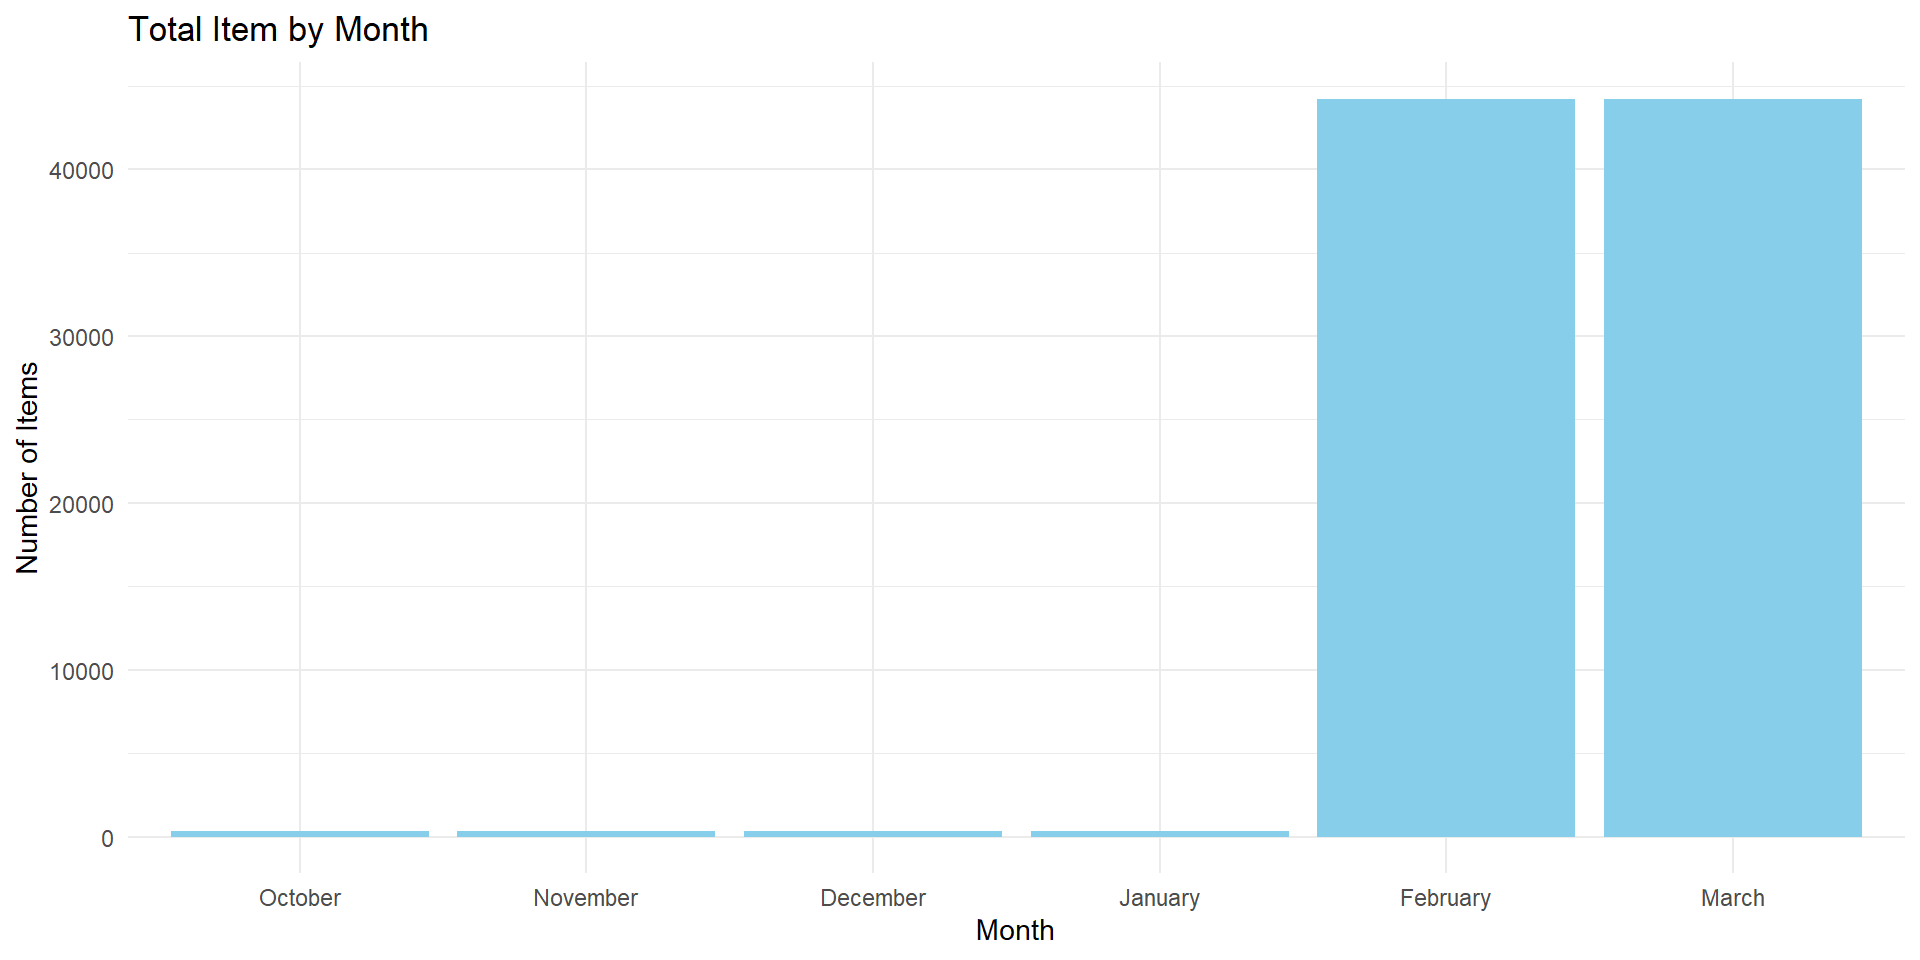 Total Item by Month
Number of Items
40000
30000
20000
10000
0
October November December January February March
Month